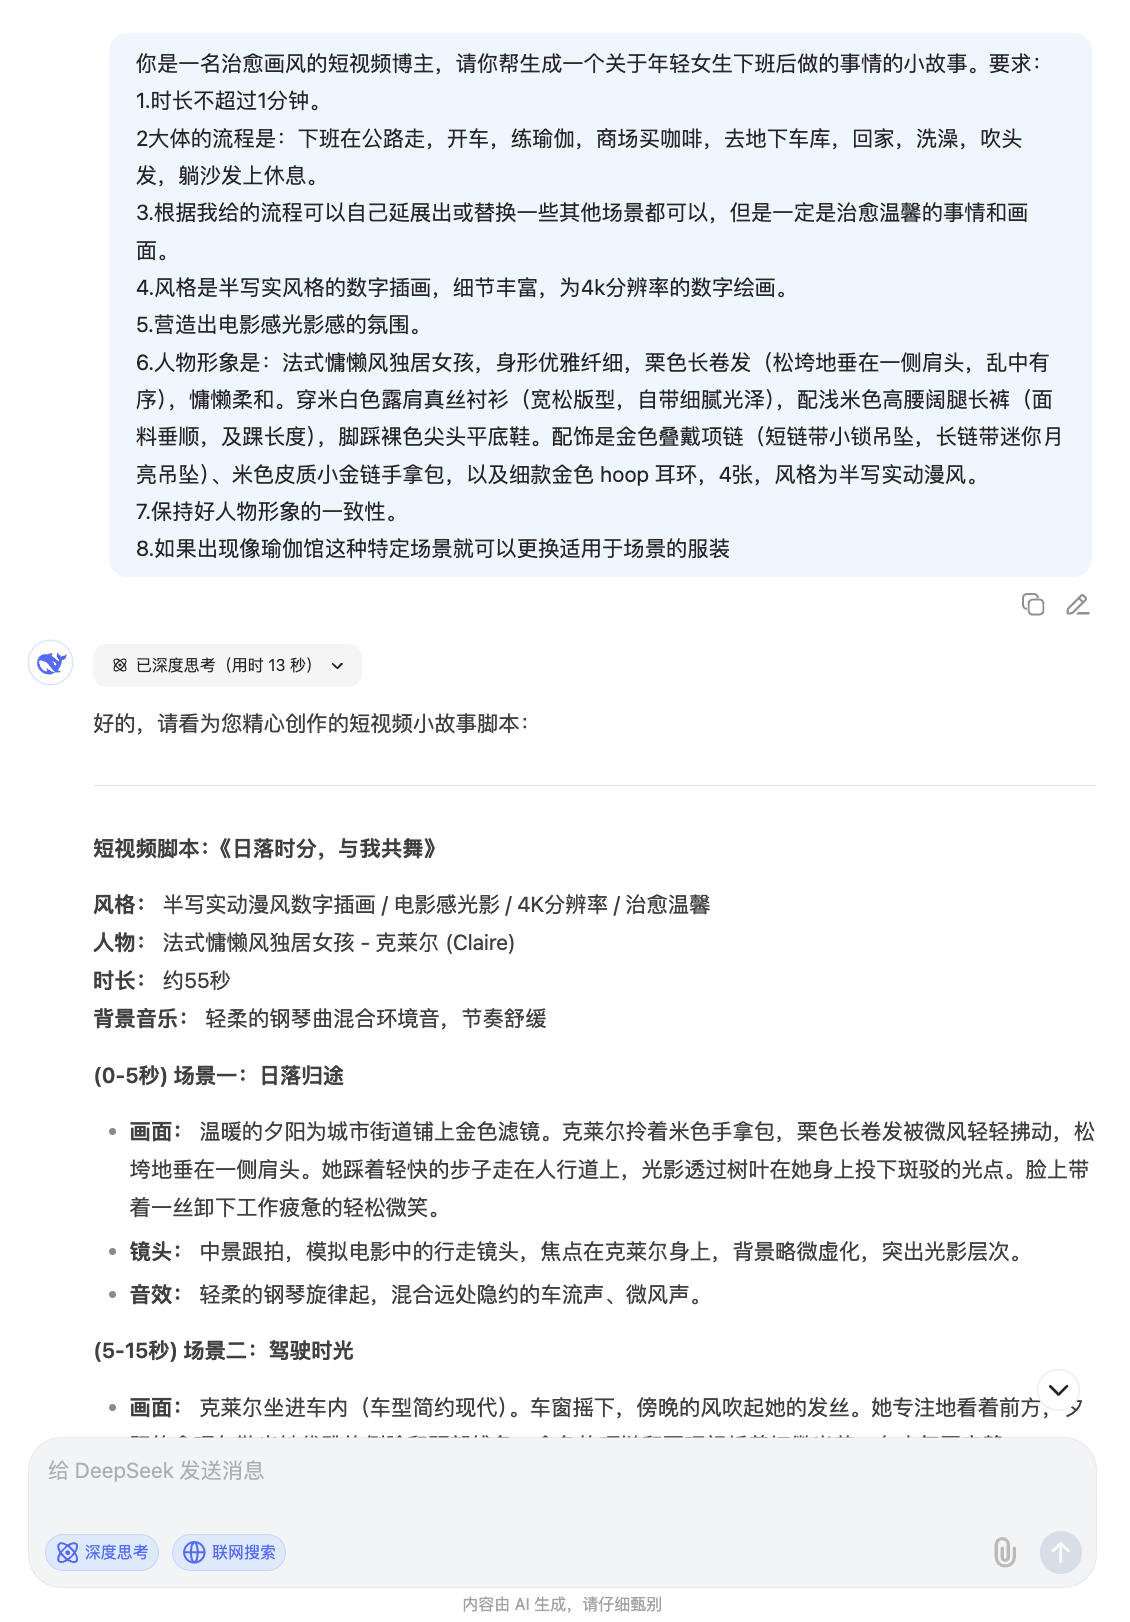 你是一名治愈画风的短视频博主，请你帮生成一个关于年轻女生下班后做的事情的小故事。要求：
1.时长不超过1分钟。
2大体的流程是：下班在公路走，开车，练瑜伽，商场买咖啡，去地下车库，回家，洗澡，吹头
发，躺沙发上休息。
3.根据我给的流程可以自己延展出或替换一些其他场景都可以，但是一定是治愈温馨的事情和画
面。
4.风格是半写实风格的数字插画，细节丰富，为4k分辨率的数字绘画。
5.营造出电影感光影感的氛围。
6.人物形象是：法式慵懒风独居女孩，身形优雅纤细，栗色长卷发（松垮地垂在一侧肩头，乱中有
序），慵懒柔和。穿米白色露肩真丝衬衫（宽松版型，自带细腻光泽），配浅米色高腰阔腿长裤（面
料垂顺，及踝长度），脚踩裸色尖头平底鞋。配饰是金色叠戴项链（短链带小锁吊坠，长链带迷你月
亮吊坠）、米色皮质小金链手拿包，以及细款金色 hoop 耳环，4张，风格为半写实动漫风。
7.保持好人物形象的一致性。
8.如果出现像瑜伽馆这种特定场景就可以更换适用于场景的服装
已深度思考（用时 13 秒）
好的，请看为您精心创作的短视频小故事脚本：
短视频脚本：《日落时分，与我共舞》
风格： 半写实动漫风数字插画 / 电影感光影 / 4K分辨率 / 治愈温馨
人物： 法式慵懒风独居女孩 - 克莱尔 (Claire)
时长： 约55秒
背景音乐： 轻柔的钢琴曲混合环境音，节奏舒缓
(0-5秒) 场景一：日落归途
画面： 温暖的夕阳为城市街道铺上金色滤镜。克莱尔拎着米色手拿包，栗色长卷发被微风轻轻拂动，松
垮地垂在一侧肩头。她踩着轻快的步子走在人行道上，光影透过树叶在她身上投下斑驳的光点。脸上带
着一丝卸下工作疲惫的轻松微笑。
镜头： 中景跟拍，模拟电影中的行走镜头，焦点在克莱尔身上，背景略微虚化，突出光影层次。
音效： 轻柔的钢琴旋律起，混合远处隐约的车流声、微风声。
(5-15秒) 场景二：驾驶时光
画面： 克莱尔坐进车内（车型简约现代）。车窗摇下，傍晚的风吹起她的发丝。她专注地看着前方，夕
给 DeepSeek 发送消息
深度思考
联网搜索
内容由 AI 生成，请仔细甄别